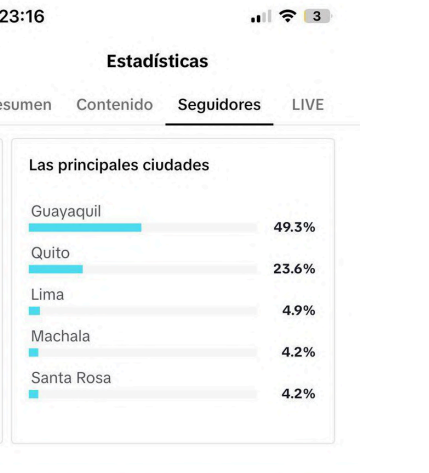 23:16
3
Estadísticas
esumen Contenido Seguidores LIVE
Las principales ciudades
Guayaquil
49.3%
Quito
23.6%
Lima
4.9%
Machala
4.2%
Santa Rosa
4.2%